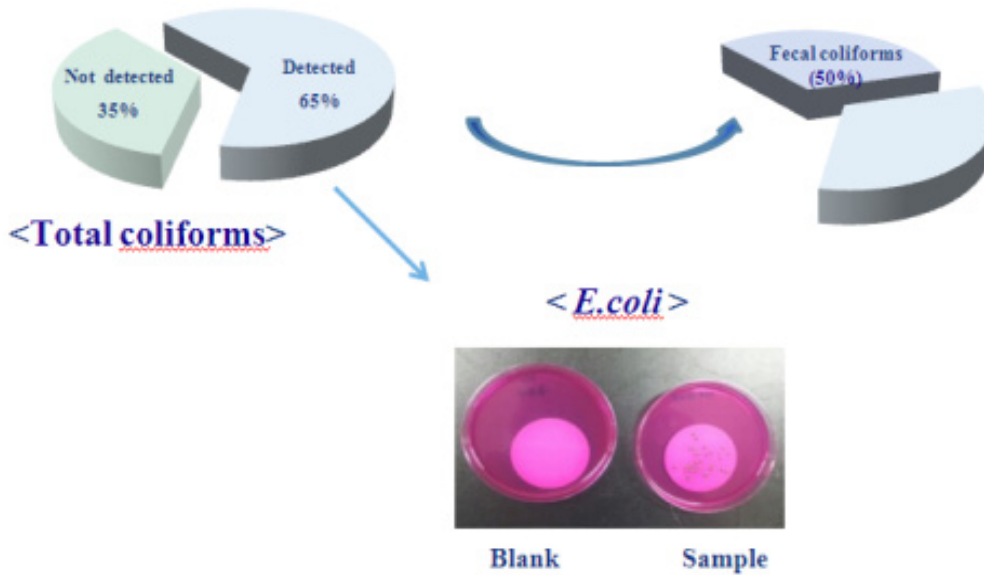 Not detected
35%
Detected
65%
Fecal coliforms
(50%)
<Total coliforms>
< E.coli >
Blank
Sample